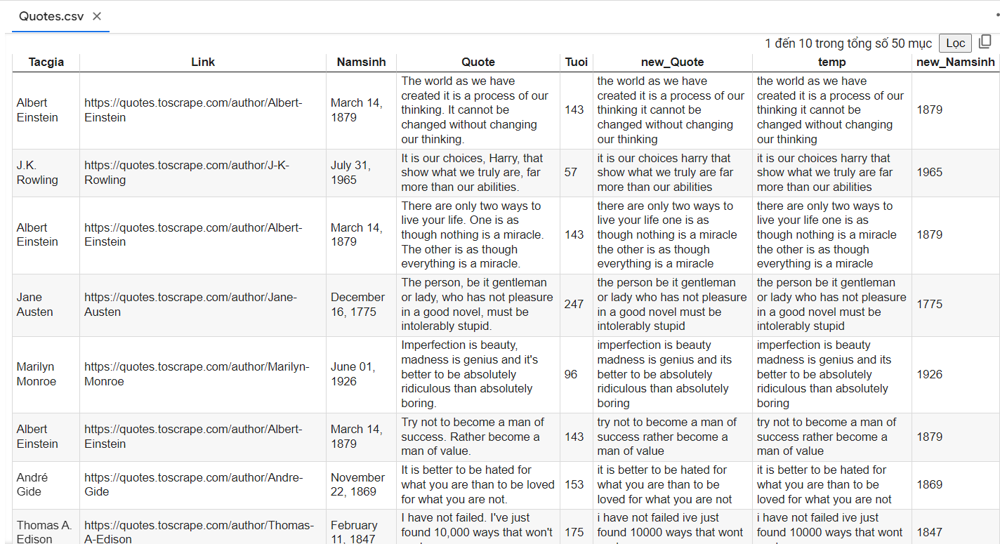 Quotes.csv
1 đến 10 trong tổng số 50 mục Lọc
Tacgia Link Namsinh Quote Tuoi new_Quote temp new_Namsinh
Albert
Einstein
https://quotes.toscrape.com/author/Albert-
Einstein
March 14,
1879
The world as we have
created it is a process of our
thinking. It cannot be
changed without changing
our thinking.
143
the world as we have
created it is a process of our
thinking it cannot be
changed without changing
our thinking
the world as we have
created it is a process of our
thinking it cannot be
changed without changing
our thinking
1879
J.K.
Rowling
https://quotes.toscrape.com/author/J-K-
Rowling
July 31,
1965
It is our choices, Harry, that
show what we truly are, far
more than our abilities.
57
it is our choices harry that
show what we truly are far
more than our abilities
it is our choices harry that
show what we truly are far
more than our abilities
1965
Albert
Einstein
https://quotes.toscrape.com/author/Albert-
Einstein
March 14,
1879
There are only two ways to
live your life. One is as
though nothing is a miracle.
The other is as though
everything is a miracle.
143
there are only two ways to
live your life one is as
though nothing is a miracle
the other is as though
everything is a miracle
there are only two ways to
live your life one is as
though nothing is a miracle
the other is as though
everything is a miracle
1879
Jane
Austen
https://quotes.toscrape.com/author/Jane-
Austen
December
16, 1775
The person, be it gentleman
or lady, who has not pleasure
in a good novel, must be
intolerably stupid.
247
the person be it gentleman
or lady who has not pleasure
in a good novel must be
intolerably stupid
the person be it gentleman
or lady who has not pleasure
in a good novel must be
intolerably stupid
1775
Marilyn
Monroe
https://quotes.toscrape.com/author/Marilyn-
Monroe
June 01,
1926
Imperfection is beauty,
madness is genius and it's
better to be absolutely
ridiculous than absolutely
boring.
96
imperfection is beauty
madness is genius and its
better to be absolutely
ridiculous than absolutely
boring
imperfection is beauty
madness is genius and its
better to be absolutely
ridiculous than absolutely
boring
1926
Albert
Einstein
https://quotes.toscrape.com/author/Albert-
Einstein
March 14,
1879
Try not to become a man of
success. Rather become a
man of value.
143
try not to become a man of
success rather become a
man of value
try not to become a man of
success rather become a
man of value
1879
André
Gide
https://quotes.toscrape.com/author/Andre-
Gide
November
22, 1869
It is better to be hated for
what you are than to be loved
for what you are not.
153
it is better to be hated for
what you are than to be
loved for what you are not
it is better to be hated for
what you are than to be
loved for what you are not
1869
Thomas A.
Edison
https://quotes.toscrape.com/author/Thomas-
A-Edison
February
11, 1847
I have not failed. I've just
found 10,000 ways that won't
175
i have not failed ive just
found 10000 ways that wont
i have not failed ive just
found 10000 ways that wont
1847